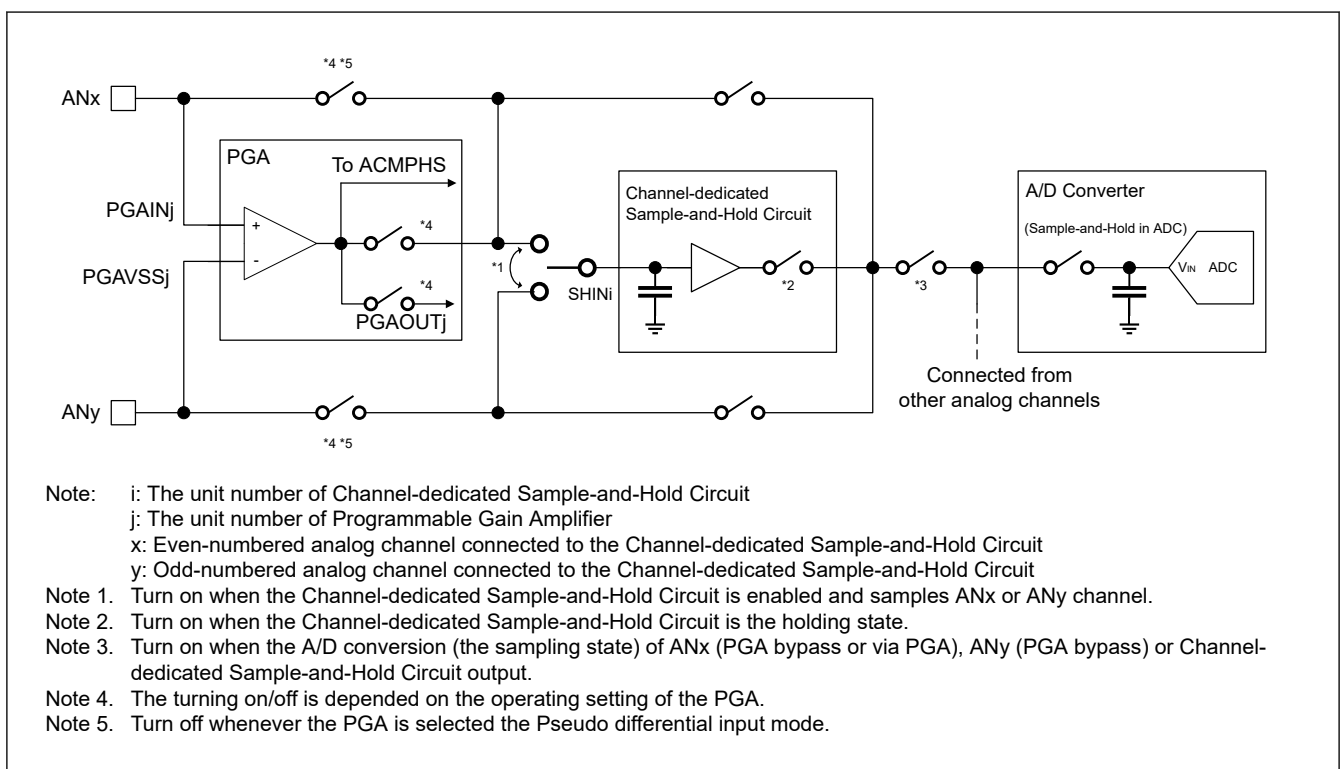 *4 *5
ANx
PGA
To ACMPHS
Channel-dedicated
Sample-and-Hold Circuit
A/D Converter
(Sample-and-Hold in ADC)
PGAINj
+
*4
*1
-
PGAVSSj
*4
PGAOUTj
SHINi
*2
*3
VIN ADC
Connected from
other analog channels
ANy
*4 *5
Note: i: The unit number of Channel-dedicated Sample-and-Hold Circuit
j: The unit number of Programmable Gain Amplifier
x: Even-numbered analog channel connected to the Channel-dedicated Sample-and-Hold Circuit
y: Odd-numbered analog channel connected to the Channel-dedicated Sample-and-Hold Circuit
Note 1. Turn on when the Channel-dedicated Sample-and-Hold Circuit is enabled and samples ANx or ANy channel.
Note 2. Turn on when the Channel-dedicated Sample-and-Hold Circuit is the holding state.
Note 3. Turn on when the A/D conversion (the sampling state) of ANx (PGA bypass or via PGA), ANy (PGA bypass) or Channel-
dedicated Sample-and-Hold Circuit output.
Note 4. The turning on/off is depended on the operating setting of the PGA.
Note 5. Turn off whenever the PGA is selected the Pseudo differential input mode.